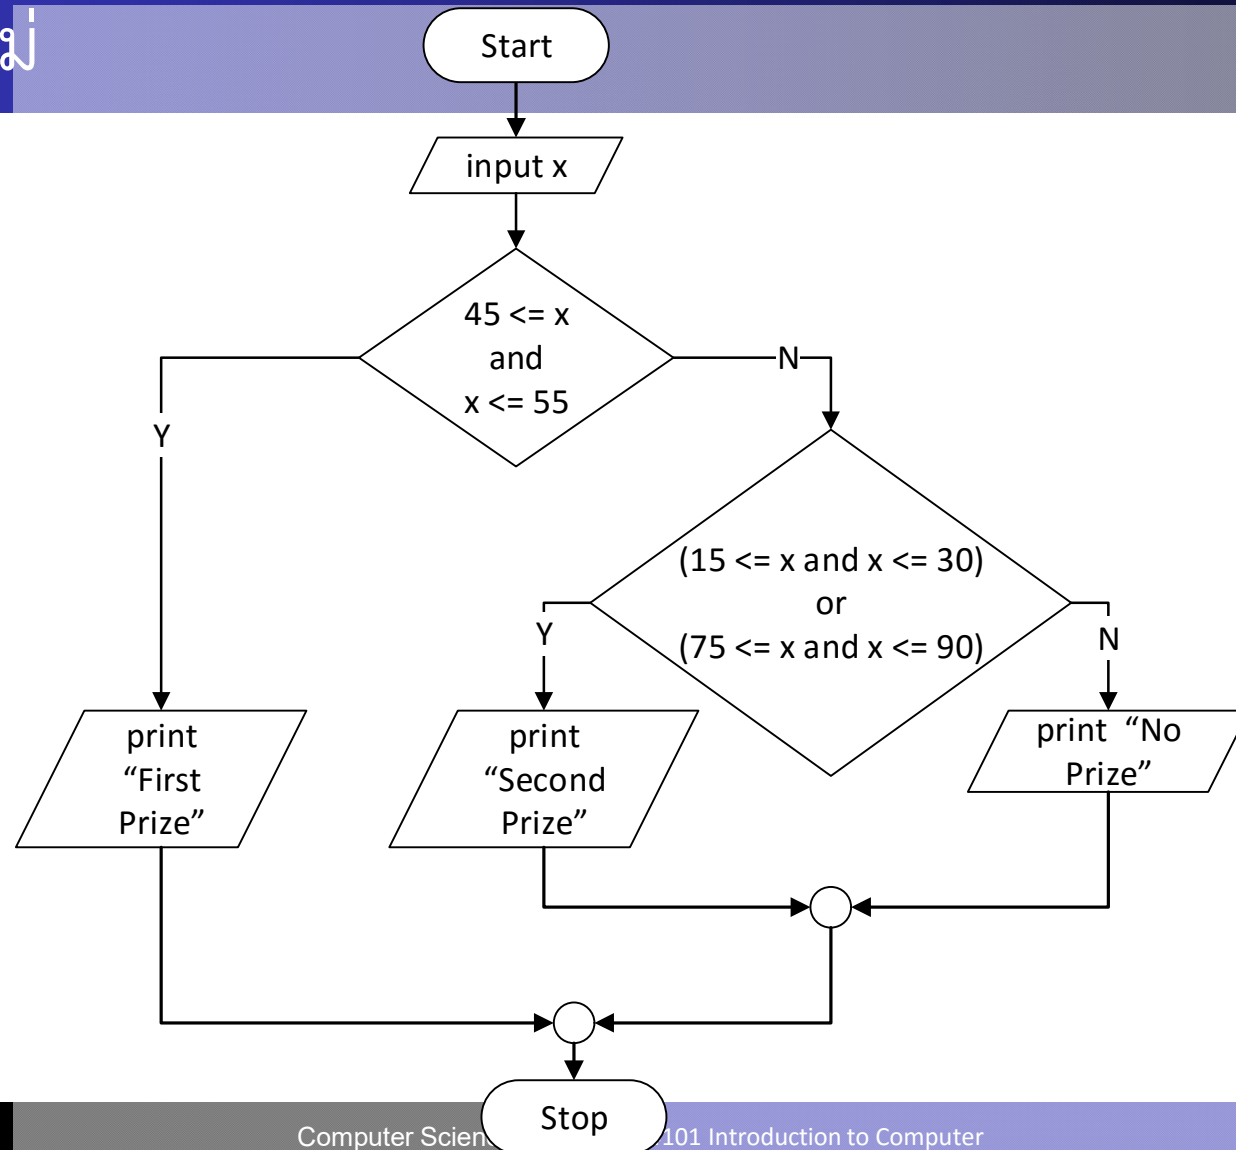 Start
input x
45 <= x
and
x <= 55
Y
N
(15 <= x and x <= 30)
or
(75 <= x and x <= 90)
Y
N
print
“First
Prize”
print
“Second
Prize”
print “No
Prize”
Stop
Computer 101 Introduction to Computer